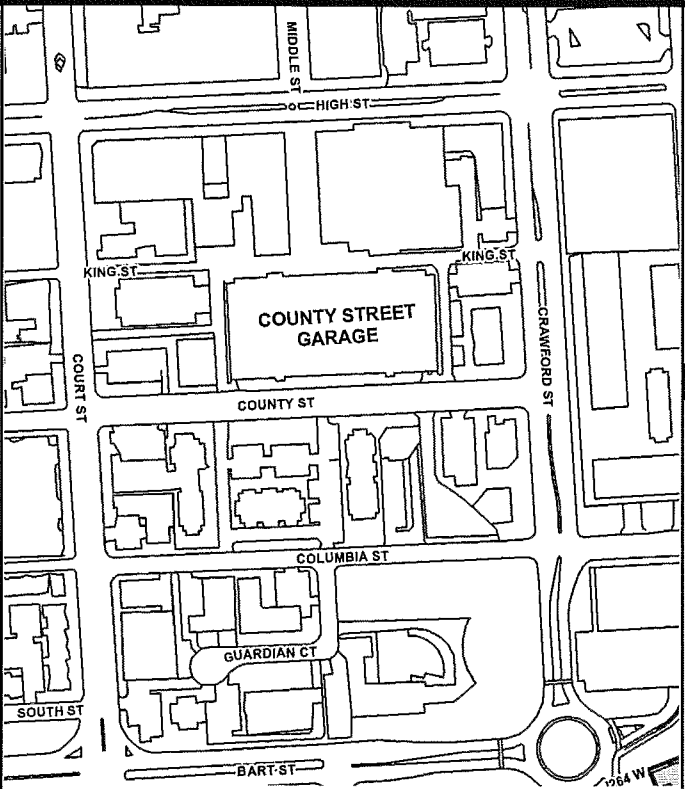 MIDDLE ST
HIGH ST
KING ST
KING ST
COUNTY STREET
GARAGE
CRAWFORD ST
COURT ST
COUNTY ST
COLUMBIA ST
GUARDIAN CT
SOUTH ST
BART ST
I264 W